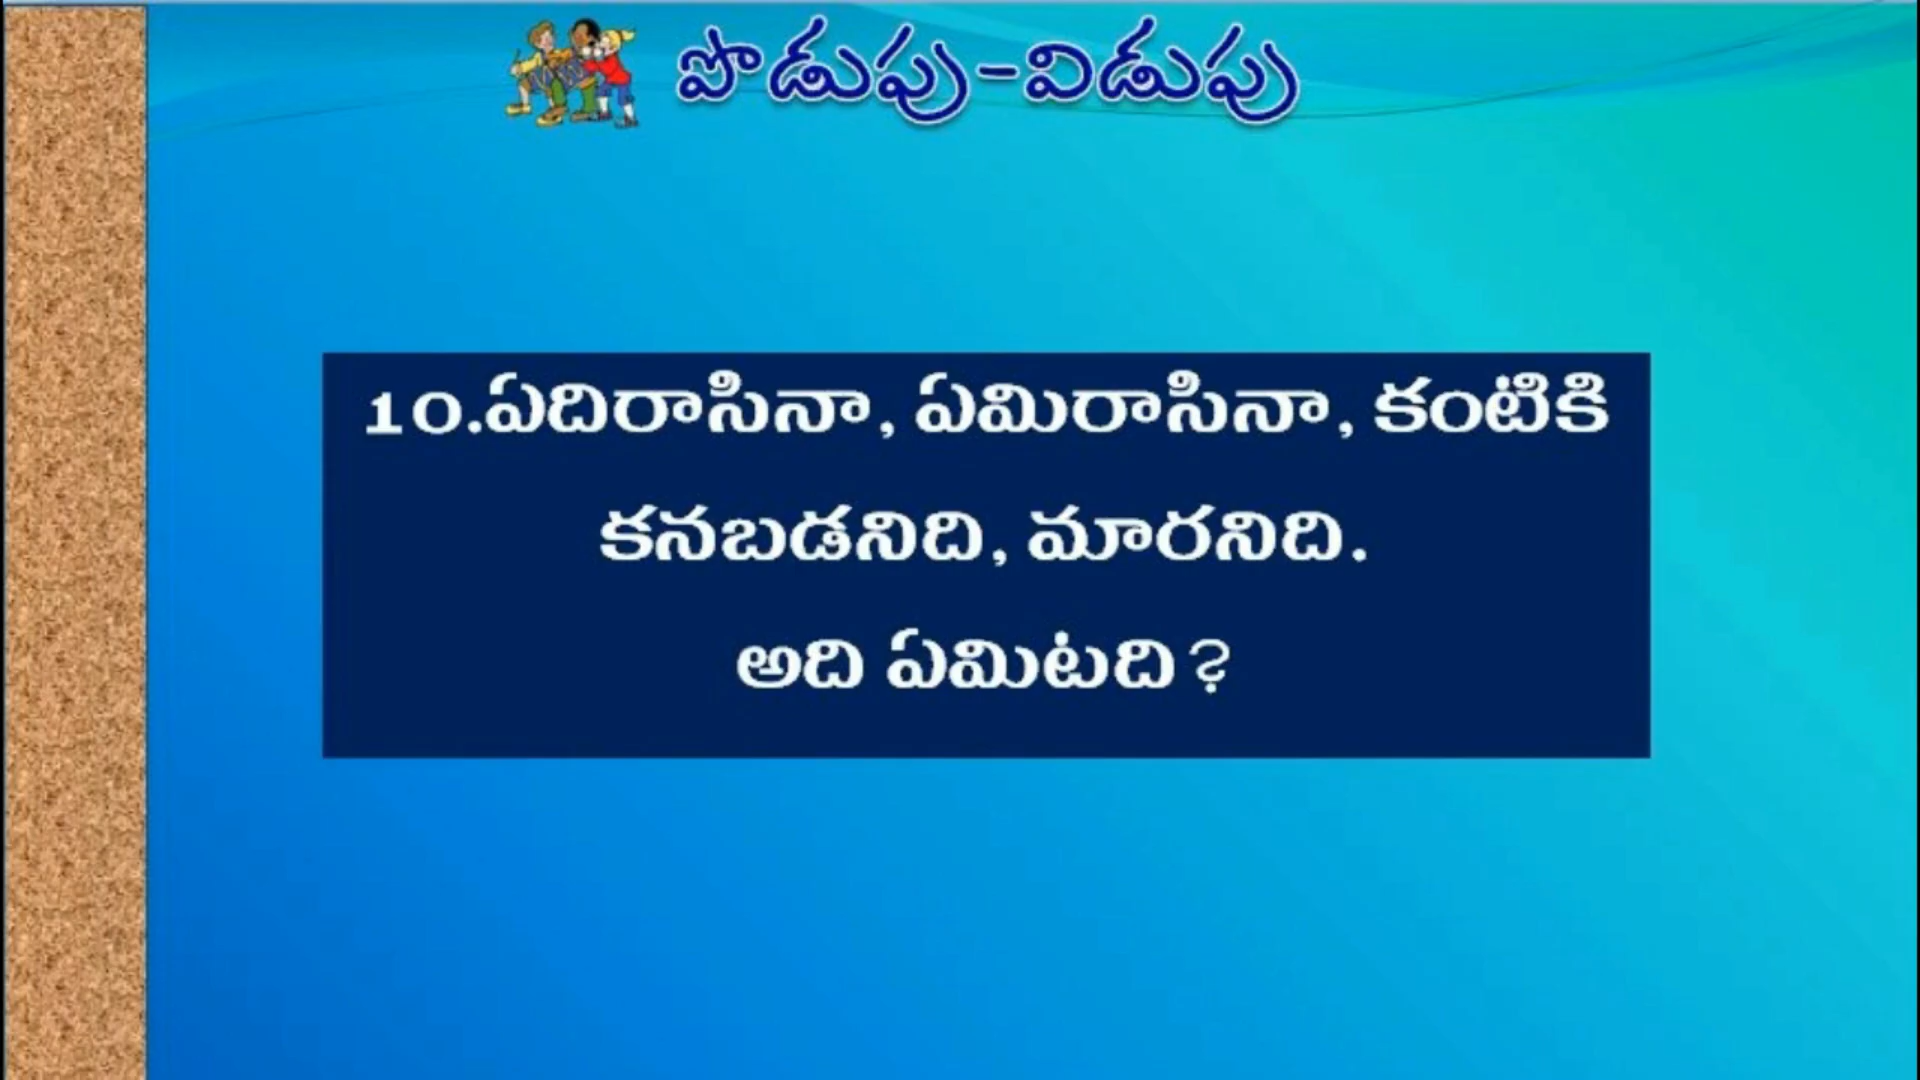 పొడుపు-విడుపు
10.ఏదిరాసినా, ఏమిరాసినా, కంటికి
కనబడనిది, మారనిది.
అది ఏమిటది?